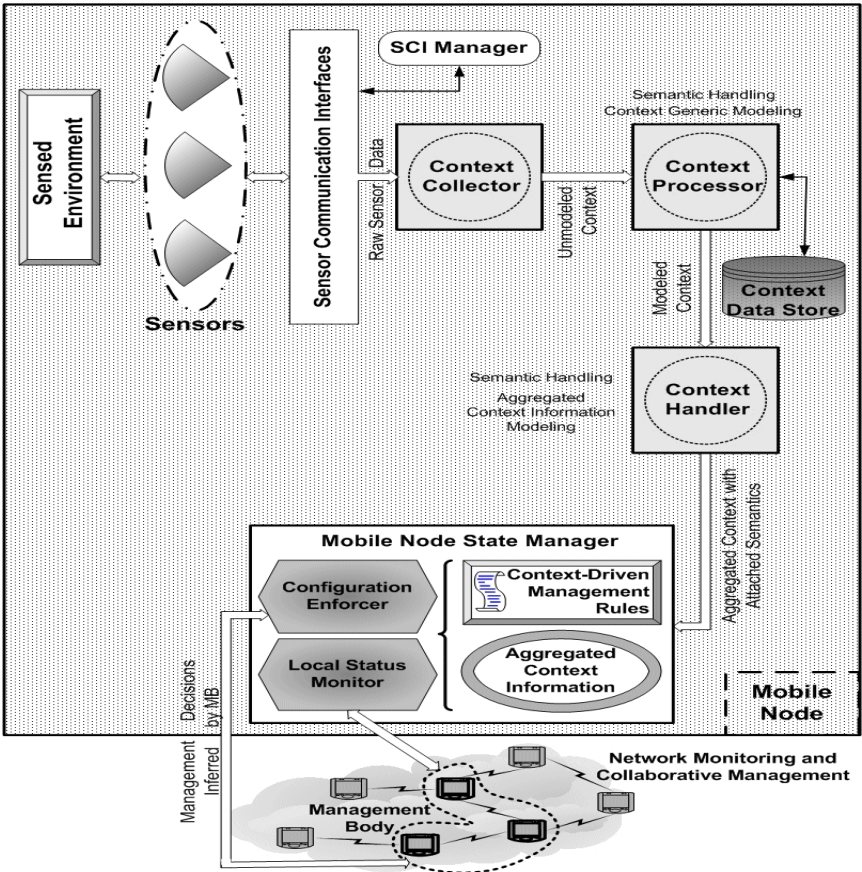 SCI Manager
Semantic Handling
Context Generic Modeling
Sensed
Environment
Sensors
Sensor Communication Interfaces
Raw Sensor Data
Context
Collector
Unmodeled
Context
Context
Processor
Context
Data Store
Modeled
Context
Semantic Handling
Aggregated
Context Information
Modeling
Context
Handler
Aggregated Context with
Attached Semantics
Mobile Node State Manager
Configuration
Enforcer
Context-Driven
Management
Rules
Local Status
Monitor
Aggregated
Context
Information
Mobile
Node
Management Decisions
Inferred by MB
Network Monitoring and
Collaborative Management
Management
Body